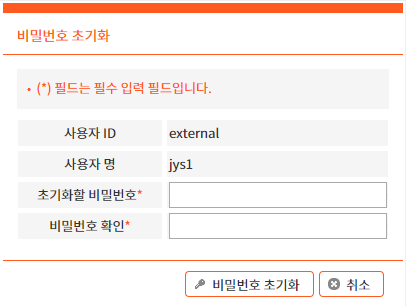 비밀번호 초기화
• (*) 필드는 필수 입력 필드입니다.
사용자 ID external
사용자 명 jys1
초기화할 비밀번호*
비밀번호 확인*
비밀번호 초기화 취소